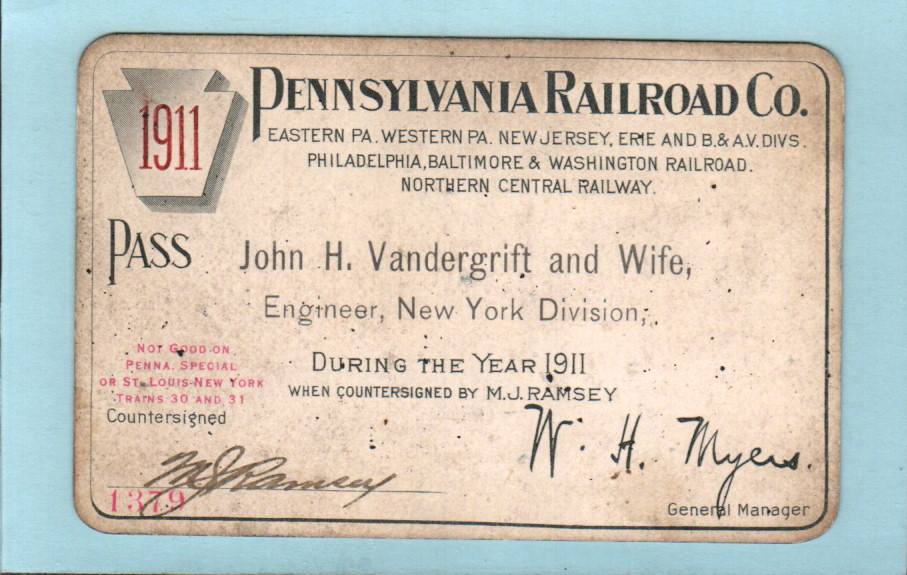 1911
PENNSYLVANIA RAILROAD CO.
EASTERN PA. WESTERN PA. NEW JERSEY, ERIE AND B.& A.V. DIVS.
PHILADELPHIA, BALTIMORE & WASHINGTON RAILROAD.
NORTHERN CENTRAL RAILWAY.
PASS
John H. Vandergrift and Wife,
Engineer, New York Division,
NOT GOOD ON
PENNA. SPECIAL
OR ST. LOUIS-NEW YORK
TRAINS 30 AND 31
DURING THE YEAR 1911
WHEN COUNTERSIGNED BY M.J. RAMSEY
Countersigned
W. H. Myers.
M J Ramsey
1379
General Manager